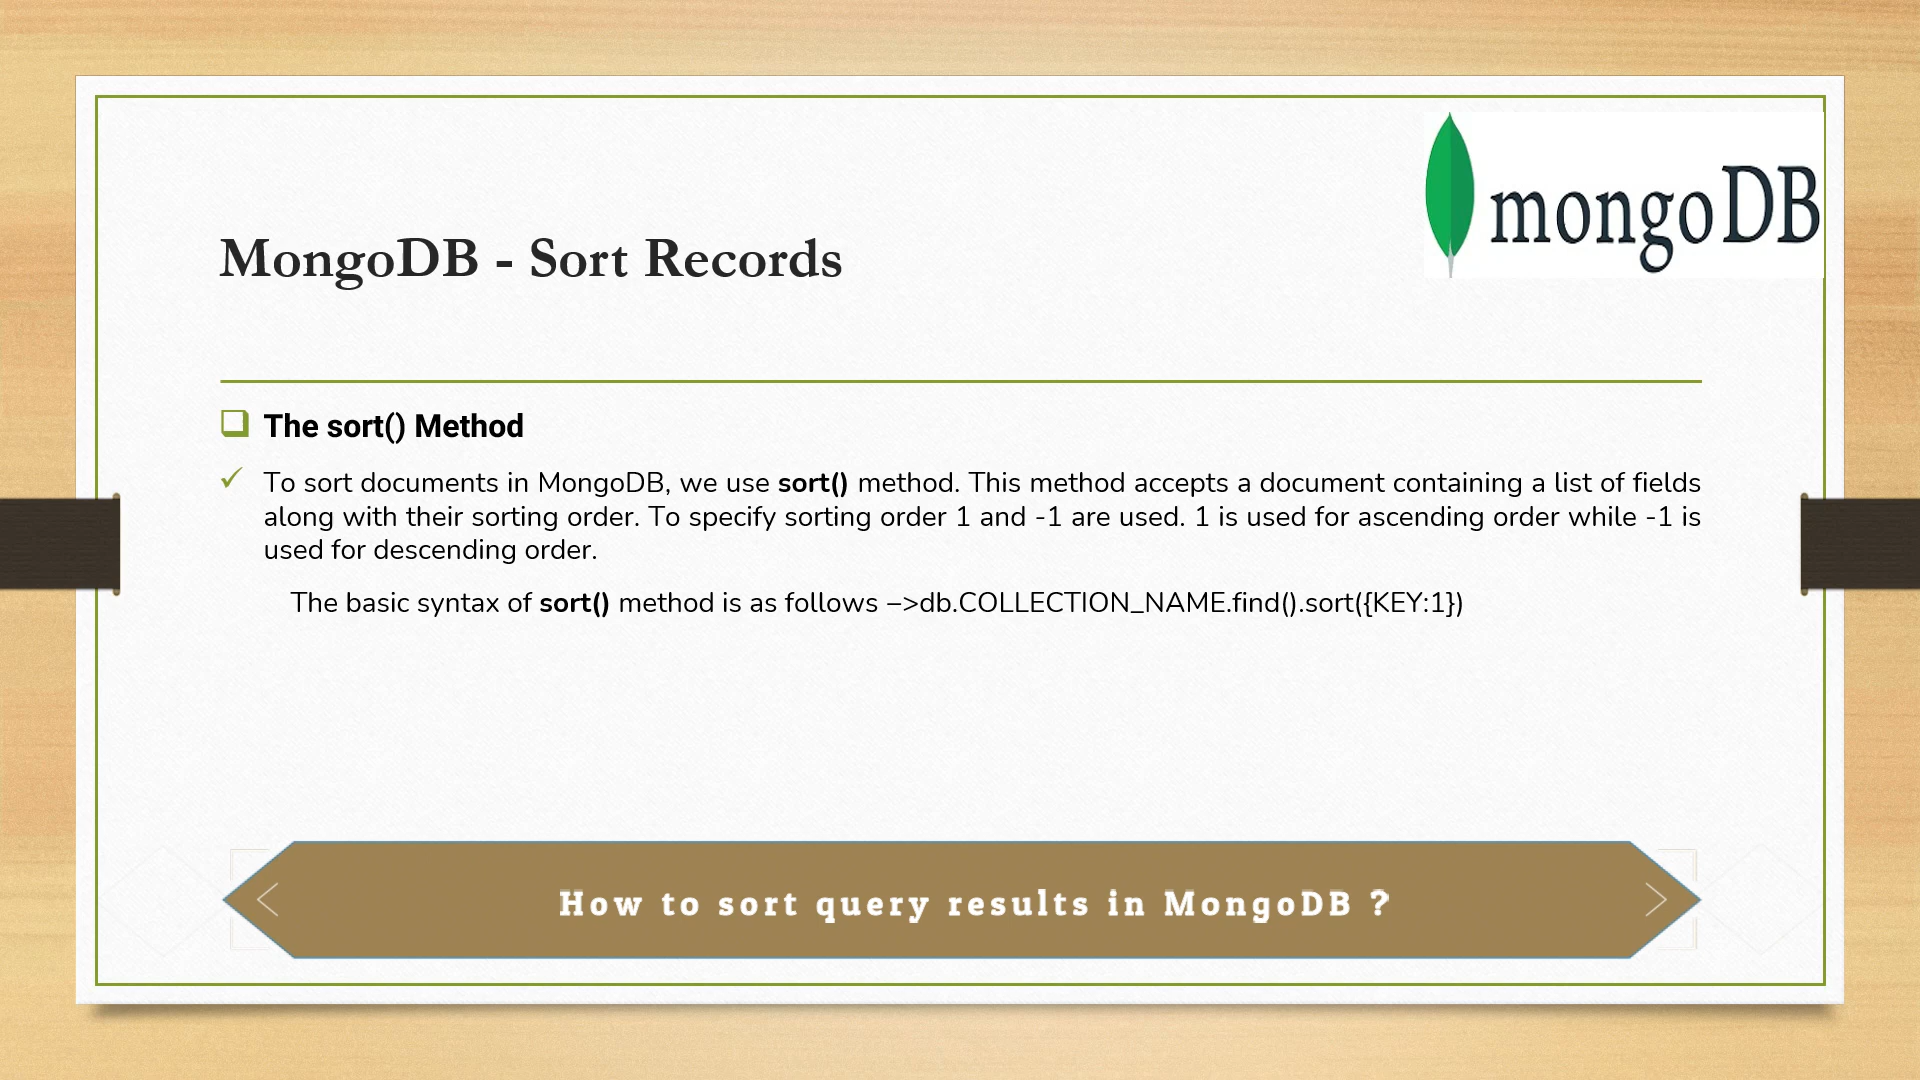 mongoDB
MongoDB - Sort Records
The sort() Method
To sort documents in MongoDB, we use sort() method. This method accepts a document containing a list of fields
along with their sorting order. To specify sorting order 1 and -1 are used. 1 is used for ascending order while -1 is
used for descending order.
The basic syntax of sort() method is as follows –>db.COLLECTION_NAME.find().sort({KEY:1})
How to sort query results in MongoDB ?